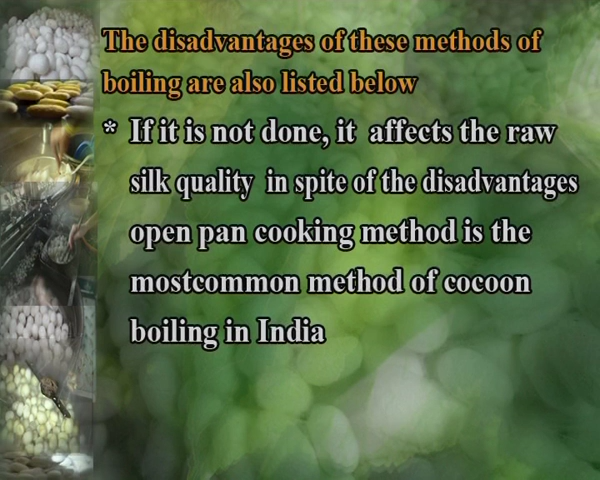 The disadvantages of these methods of
boiling are also listed below
* If it is not done, it affects the raw
silk quality in spite of the disadvantages
open pan cooking method is the
mostcommon method of cocoon
boiling in India